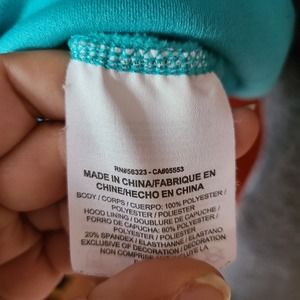 RN#56323 - CA#05553
MADE IN CHINA/FABRIQUE EN
CHINE/HECHO EN CHINA
BODY / CORPS / CUERPO: 100% POLYESTER
/ POLYESTER / POLIESTER
HOOD LINING / DOUBLURE DE CAPUCHE /
FORRO DE CAPUCHA: 80% POLYESTER /
POLYESTER / POLIESTER
20% SPANDEX / ELASTHANNE / ELASTANO
EXCLUSIVE OF DECORATION / DECORATION
NON COMPRISE